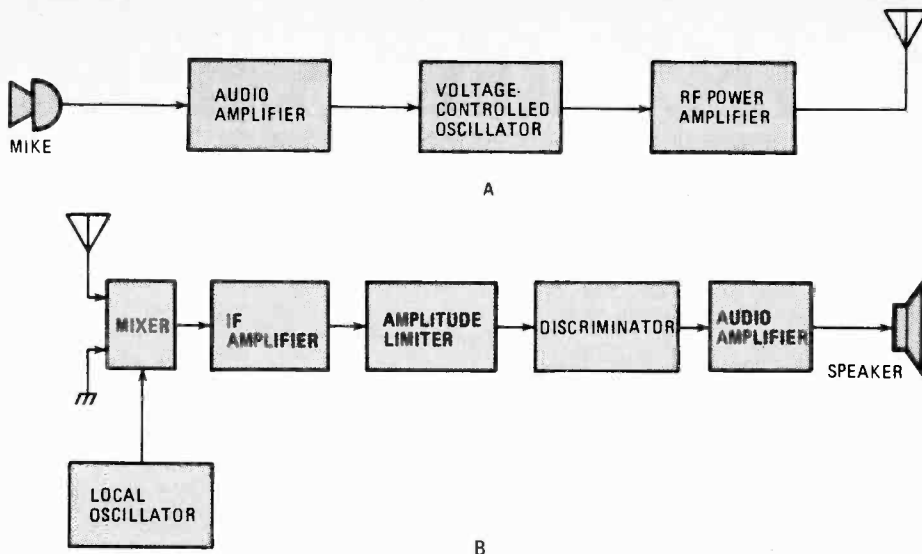 MIKE
AUDIO
AMPLIFIER
VOLTAGE-
CONTROLLED
OSCILLATOR
RF POWER
AMPLIFIER
A
MIXER
IF
AMPLIFIER
AMPLITUDE
LIMITER
DISCRIMINATOR
AUDIO
AMPLIFIER
SPEAKER
LOCAL
OSCILLATOR
B